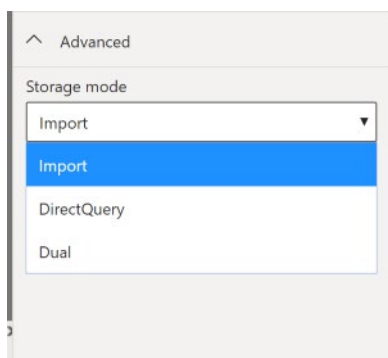 Advanced
Storage mode
Import
Import
DirectQuery
Dual